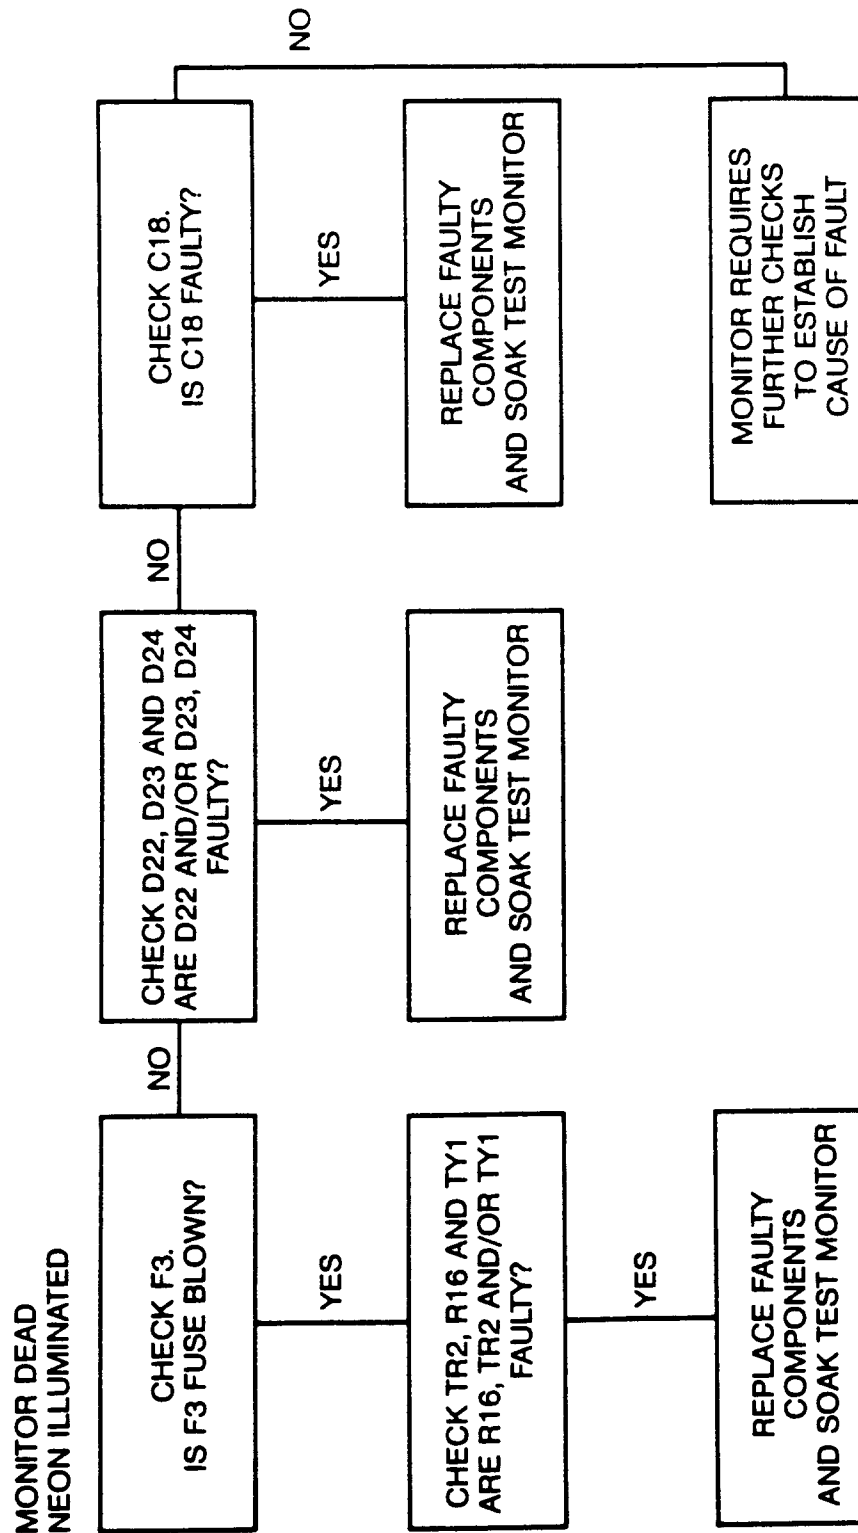 MONITOR DEAD
NEON ILLUMINATED
CHECK F3.
IS F3 FUSE BLOWN?
NO
CHECK D22, D23 AND D24
ARE D22 AND/OR D23, D24
FAULTY?
NO
CHECK C18.
IS C18 FAULTY?
NO
YES
YES
YES
CHECK TR2, R16 AND TY1
ARE R16, TR2 AND/OR TY1
FAULTY?
REPLACE FAULTY
COMPONENTS
AND SOAK TEST MONITOR
REPLACE FAULTY
COMPONENTS
AND SOAK TEST MONITOR
YES
REPLACE FAULTY
COMPONENTS
AND SOAK TEST MONITOR
MONITOR REQUIRES
FURTHER CHECKS
TO ESTABLISH
CAUSE OF FAULT